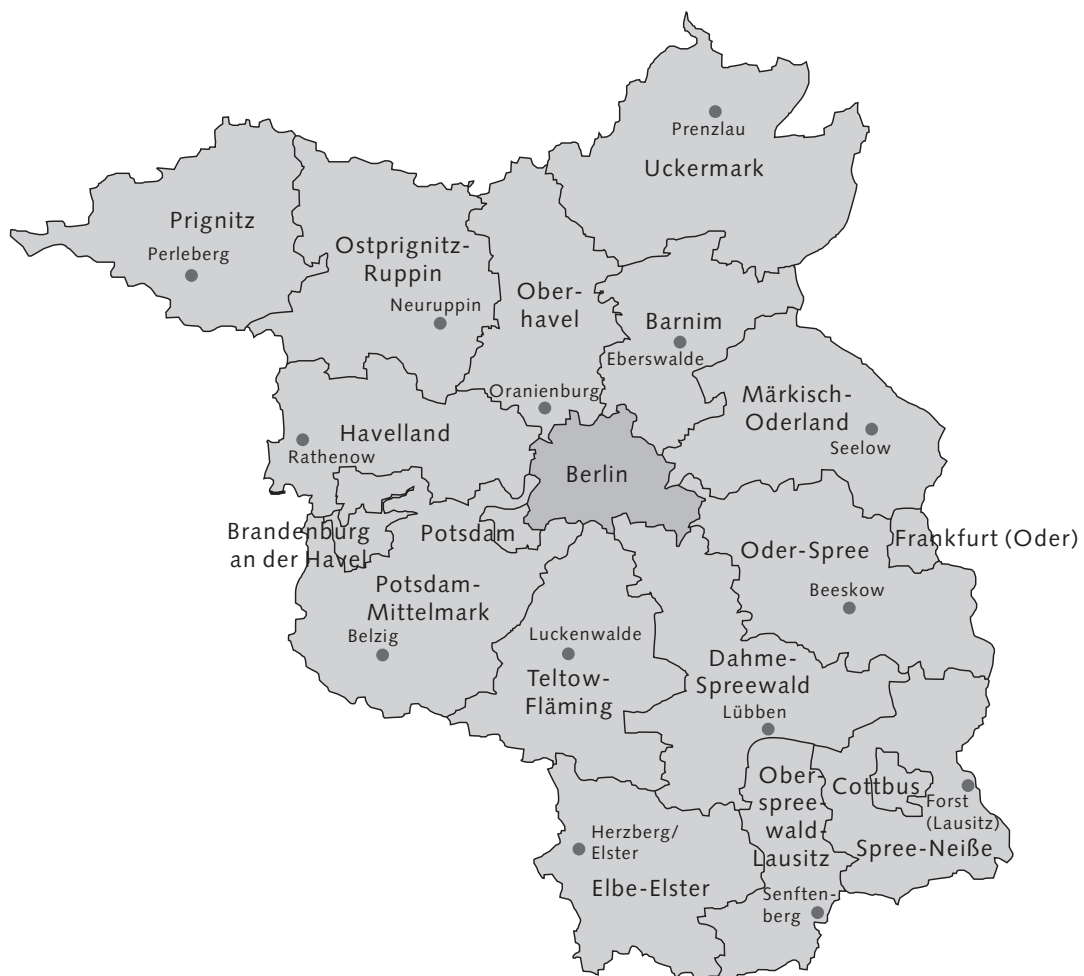 Prenzlau
Uckermark
Prignitz
Perleberg
Ostprignitz-
Ruppin
Neuruppin
Ober-
havel
Oranienburg
Barnim
Eberswalde
Märkisch-
Oderland
Seelow
Havelland
Rathenow
Berlin
Brandenburg
an der Havel
Potsdam
Oder-Spree
Frankfurt (Oder)
Beeskow
Potsdam-
Mittelmark
Belzig
Luckenwalde
Teltow-
Fläming
Dahme-
Spreewald
Lübben
Ober-
spree-
wald-
Lausitz
Senften-
berg
Cottbus
Forst
(Lausitz)
Spree-Neiße
Herzberg/
Elster
Elbe-Elster